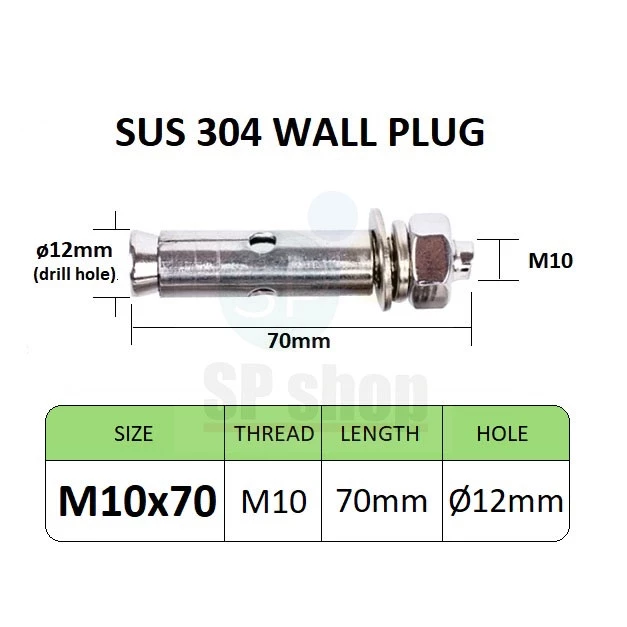 SUS 304 WALL PLUG
ø12mm
(drill hole)
M10
70mm
SP
SP shop
SIZE THREAD LENGTH HOLE
M10x70 M10 70mm Ø12mm